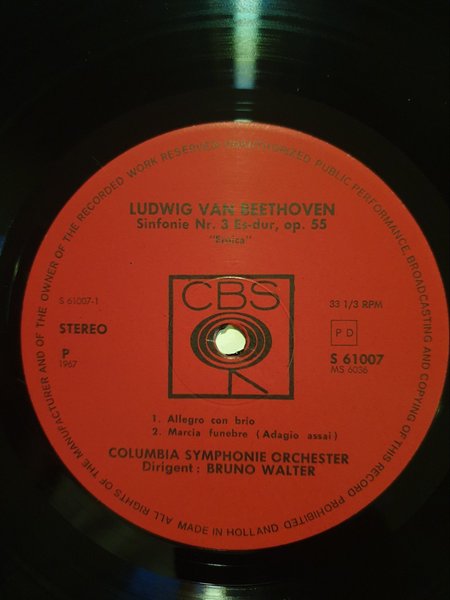 ALL RIGHTS OF THE MANUFACTURER AND OF THE OWNER OF THE RECORDED WORK RESERVED UNAUTHORIZED PUBLIC PERFORMANCE, BROADCASTING AND COPYING OF THIS RECORD PROHIBITED
LUDWIG VAN BEETHOVEN
Sinfonie Nr. 3 Es-dur, op. 55
"Eroica"
CBS
S 61007-1
33 1/3 RPM
STEREO
P D
P
S 61007
1967
MS 6036
1. Allegro con brio
2. Marcia funebre (Adagio assai)
COLUMBIA SYMPHONIE ORCHESTER
Dirigent: BRUNO WALTER
MADE IN HOLLAND